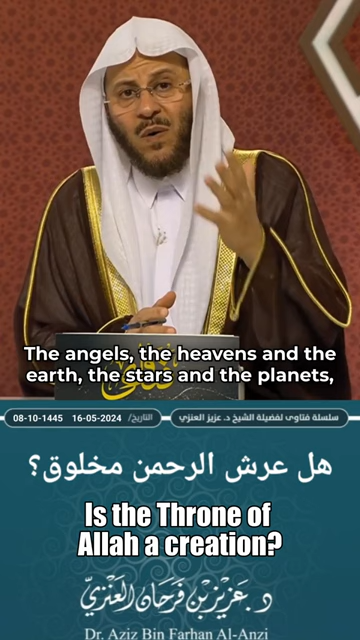 The angels, the heavens and the
earth, the stars and the planets,
سلسلة فتاوى لفضيلة الشيخ د. عزيز العنزي
التاريخ/ 16-05-2024 08-10-1445
هل عرش الرحمن مخلوق؟
Is the Throne of
Allah a creation?
د. عزيز بن فرحان العنزي
Dr. Aziz Bin Farhan Al-Anzi